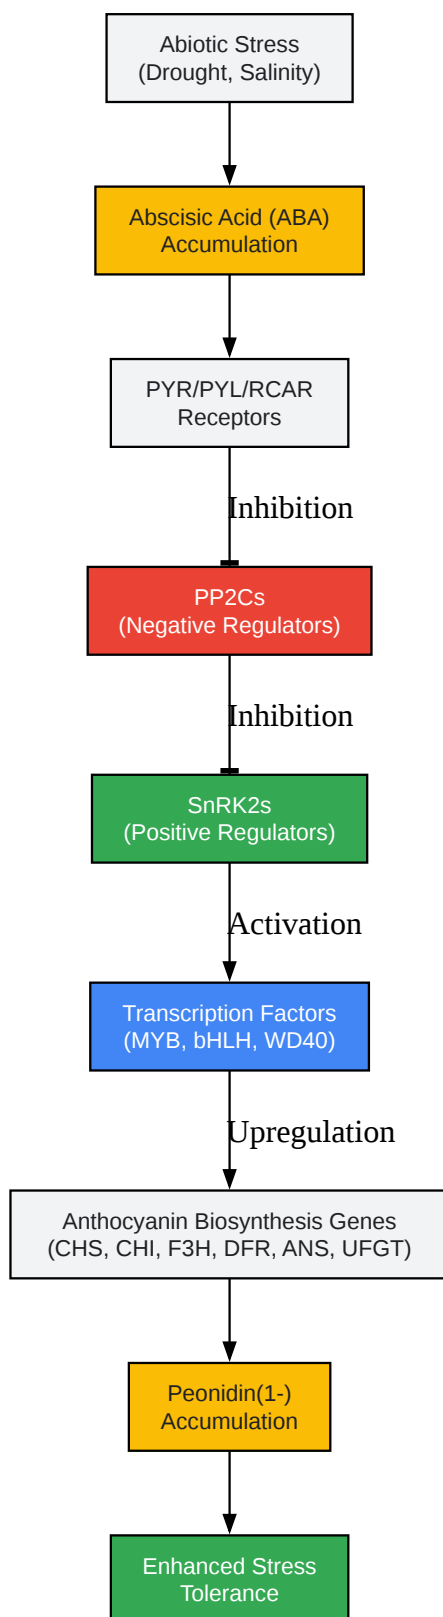 Abiotic Stress
(Drought, Salinity)
Abscisic Acid (ABA)
Accumulation
PYR/PYL/RCAR
Receptors
Inhibition
PP2Cs
(Negative Regulators)
Inhibition
SnRK2s
(Positive Regulators)
Activation
Transcription Factors
(MYB, bHLH, WD40)
Upregulation
Anthocyanin Biosynthesis Genes
(CHS, CHI, F3H, DFR, ANS, UFGT)
Peonidin(1-)
Accumulation
Enhanced Stress
Tolerance